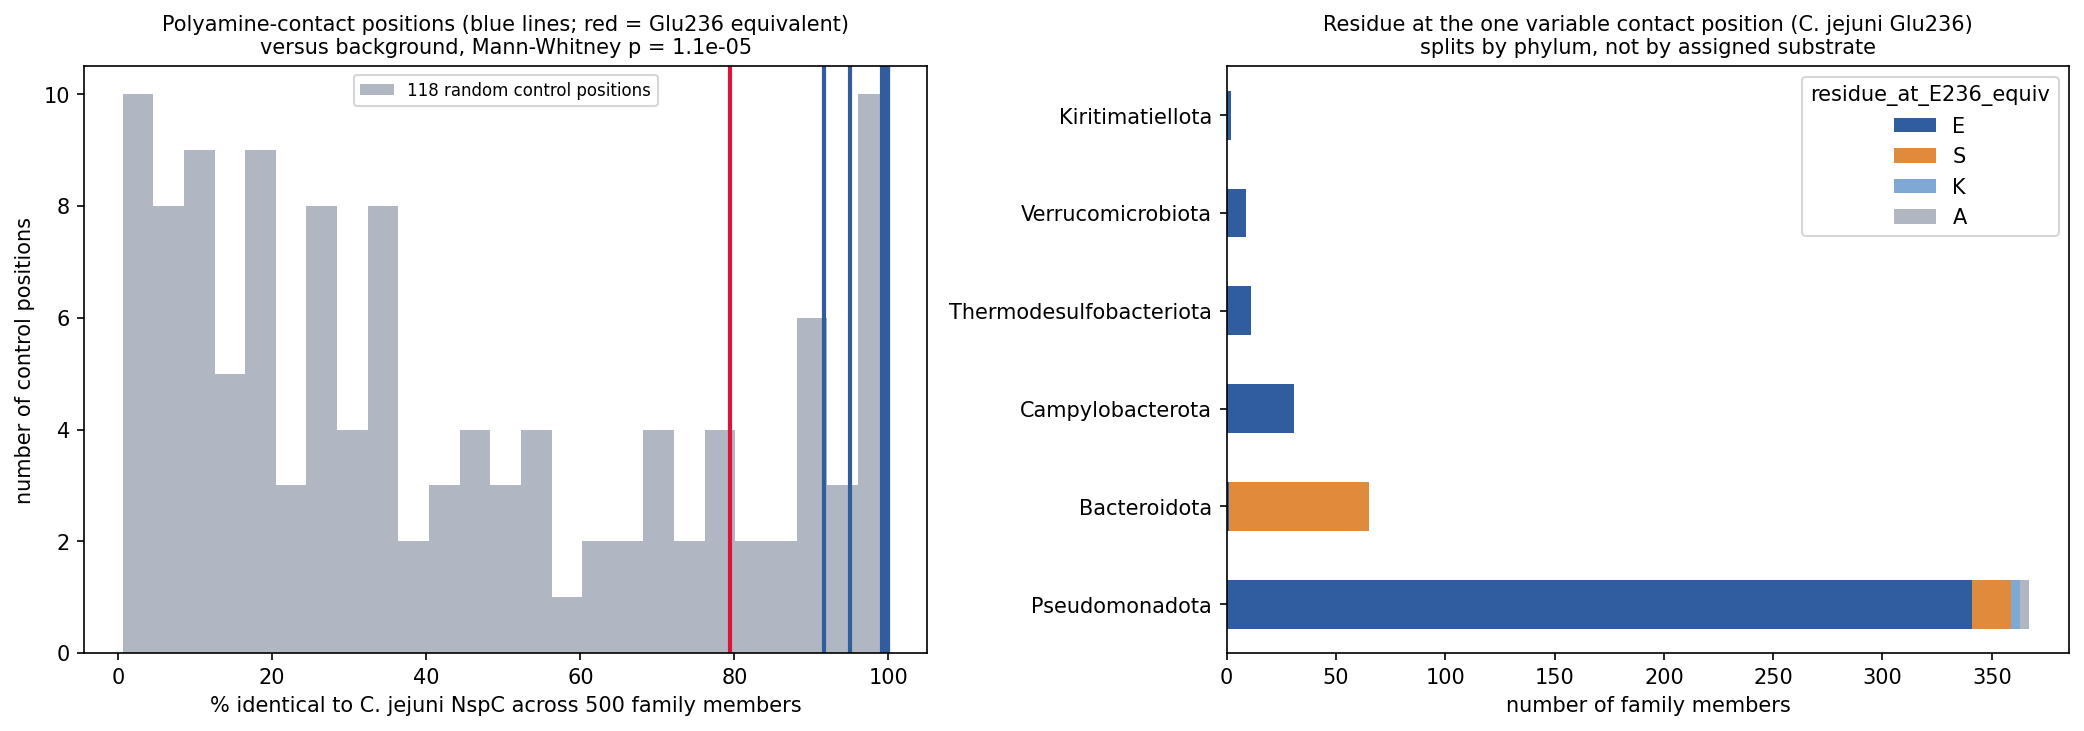 Polyamine-contact positions (blue lines; red = Glu236 equivalent)
versus background, Mann-Whitney p = 1.1e-05
118 random control positions
number of control positions
10
8
6
4
2
0
0 20 40 60 80 100
% identical to C. jejuni NspC across 500 family members
Residue at the one variable contact position (C. jejuni Glu236)
splits by phylum, not by assigned substrate
residue_at_E236_equiv
E
S
K
A
Kiritimatiellota
Verrucomicrobiota
Thermodesulfobacteriota
Campylobacterota
Bacteroidota
Pseudomonadota
0 50 100 150 200 250 300 350
number of family members